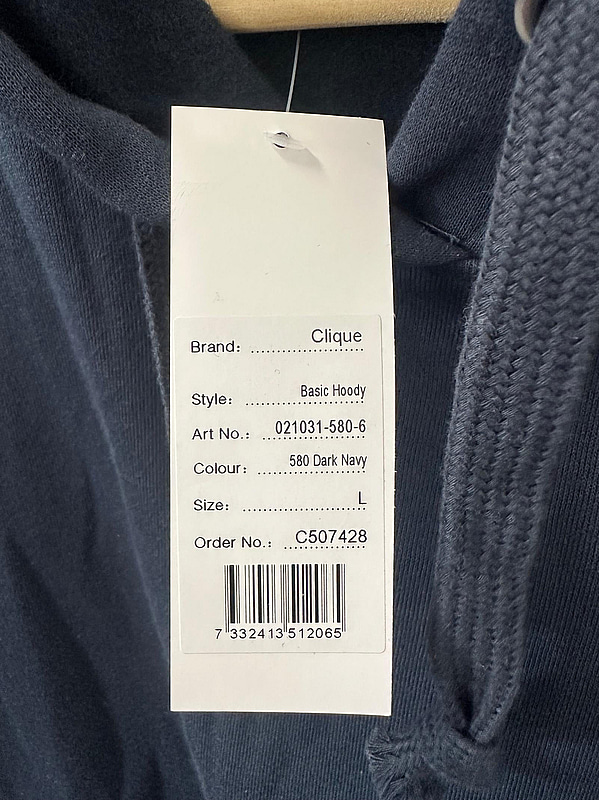 Brand: Clique
Style: Basic Hoody
Art No.: 021031-580-6
Colour: 580 Dark Navy
Size: L
Order No.: C507428
7 332413 512065